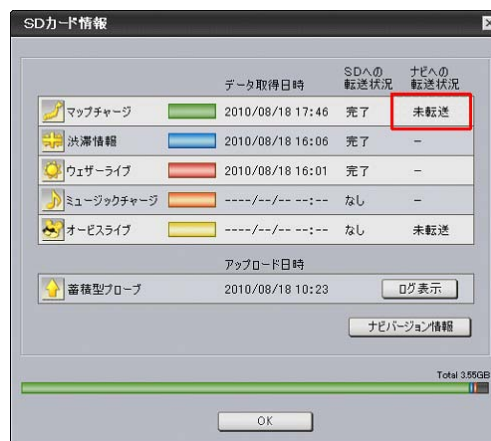 SDカード情報
データ取得日時 SDへの転送状況 ナビへの転送状況
マップチャージ 2010/08/18 17:46 完了 未転送
渋滞情報 2010/08/18 16:06 完了 −
ウェザーライブ 2010/08/18 16:01 完了 −
ミュージックチャージ ----/--/-- --:-- なし −
オービスライブ ----/--/-- --:-- なし 未転送
アップロード日時
蓄積型プローブ 2010/08/18 10:23 ログ表示
ナビバージョン情報
Total 3.55GB
OK